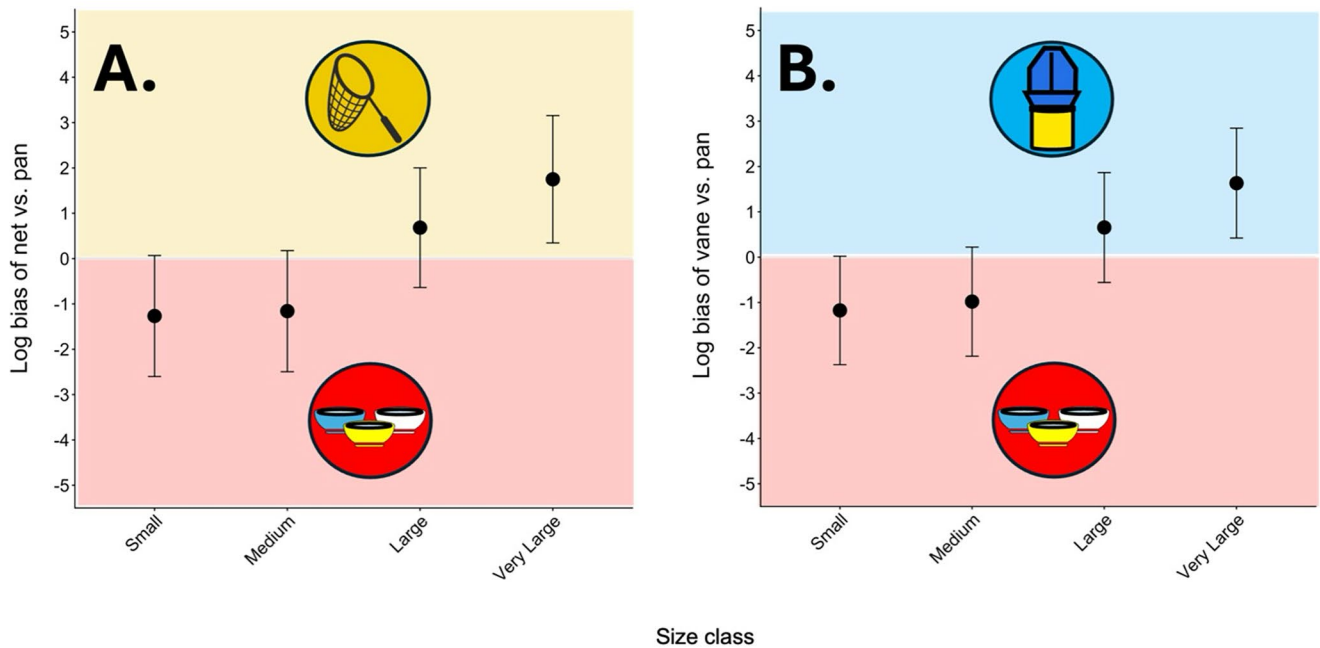 A.
Log bias of net vs. pan
5
4
3
2
1
0
-1
-2
-3
-4
-5
Small
Medium
Large
Very Large
B.
Log bias of vane vs. pan
5
4
3
2
1
0
-1
-2
-3
-4
-5
Small
Medium
Large
Very Large
Size class